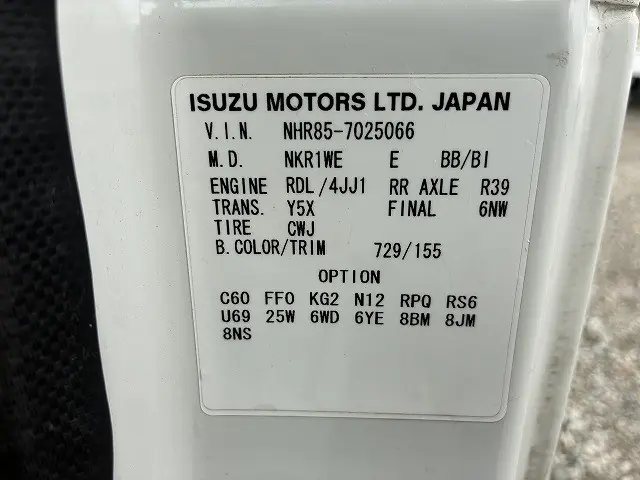 ISUZU MOTORS LTD. JAPAN
V.I.N. NHR85-7025066
M.D. NKR1WE E BB/BI
ENGINE RDL/4JJ1 RR AXLE R39
TRANS. Y5X FINAL 6NW
TIRE CWJ
B.COLOR/TRIM 729/155
OPTION
C60 FF0 KG2 N12 RPQ RS6
U69 25W 6WD 6YE 8BM 8JM
8NS